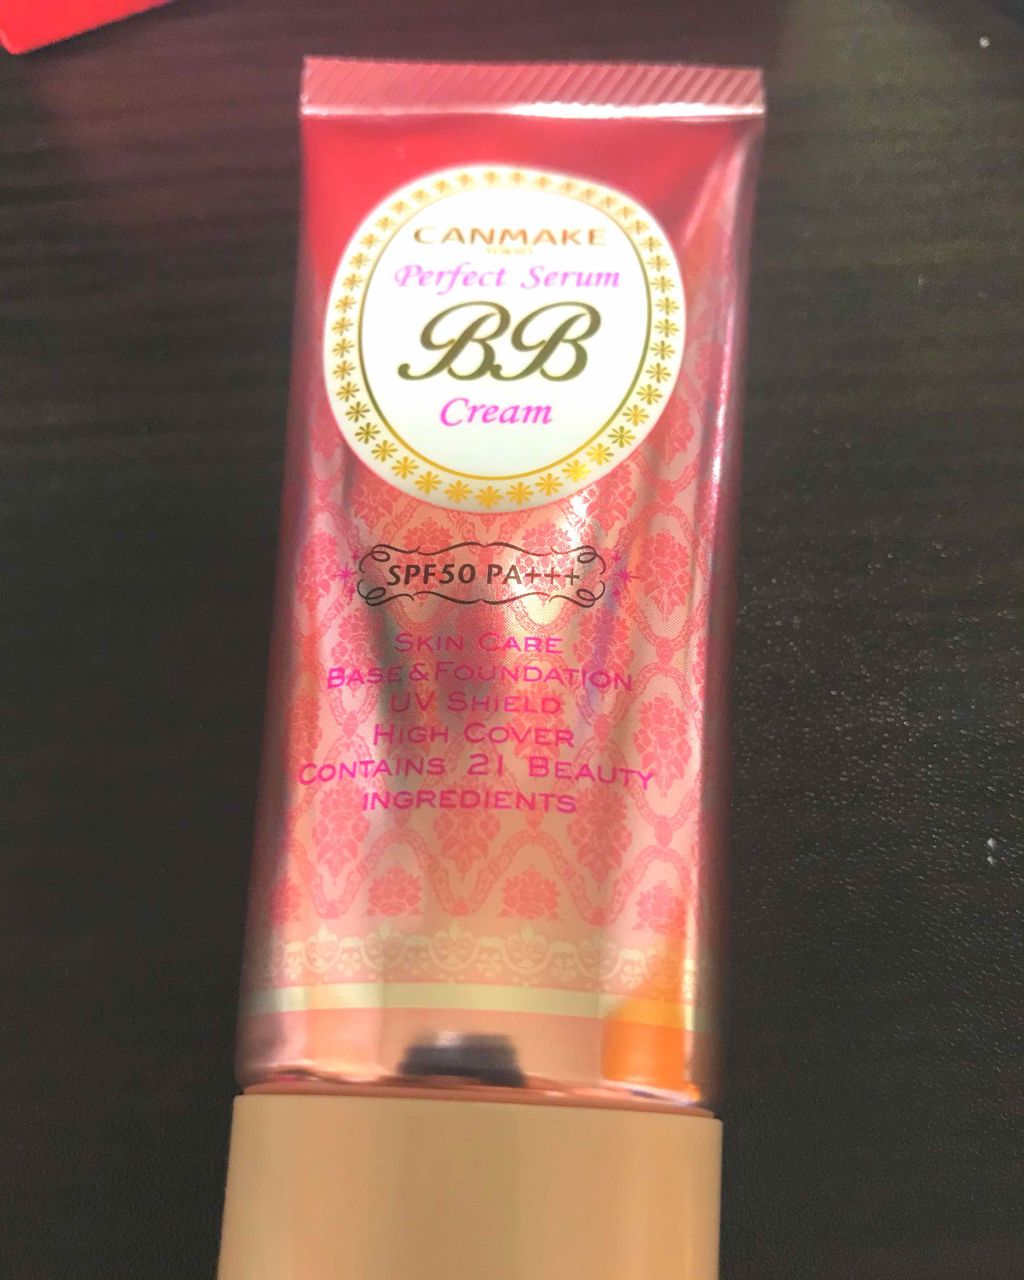 CANMAKE
TOKYO
Perfect Serum
BB
Cream
SPF50 PA+++
SKIN CARE
BASE&FOUNDATION
UV SHIELD
HIGH COVER
CONTAINS 21 BEAUTY
INGREDIENTS